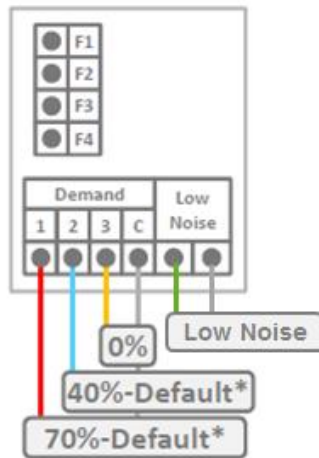 F1
F2
F3
F4
Demand
Low
Noise
1 2 3 C
0%
Low Noise
40%-Default*
70%-Default*